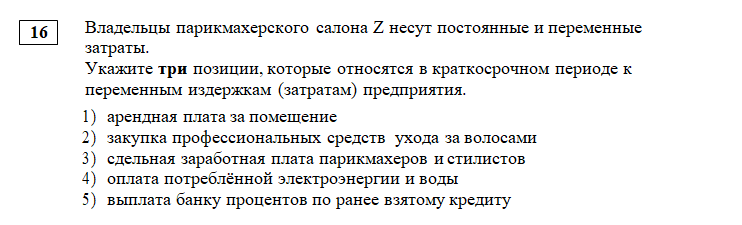 16
Владельцы парикмахерского салона Z несут постоянные и переменные
затраты.
Укажите три позиции, которые относятся в краткосрочном периоде к
переменным издержкам (затратам) предприятия.
1) арендная плата за помещение
2) закупка профессиональных средств ухода за волосами
3) сдельная заработная плата парикмахеров и стилистов
4) оплата потреблённой электроэнергии и воды
5) выплата банку процентов по ранее взятому кредиту